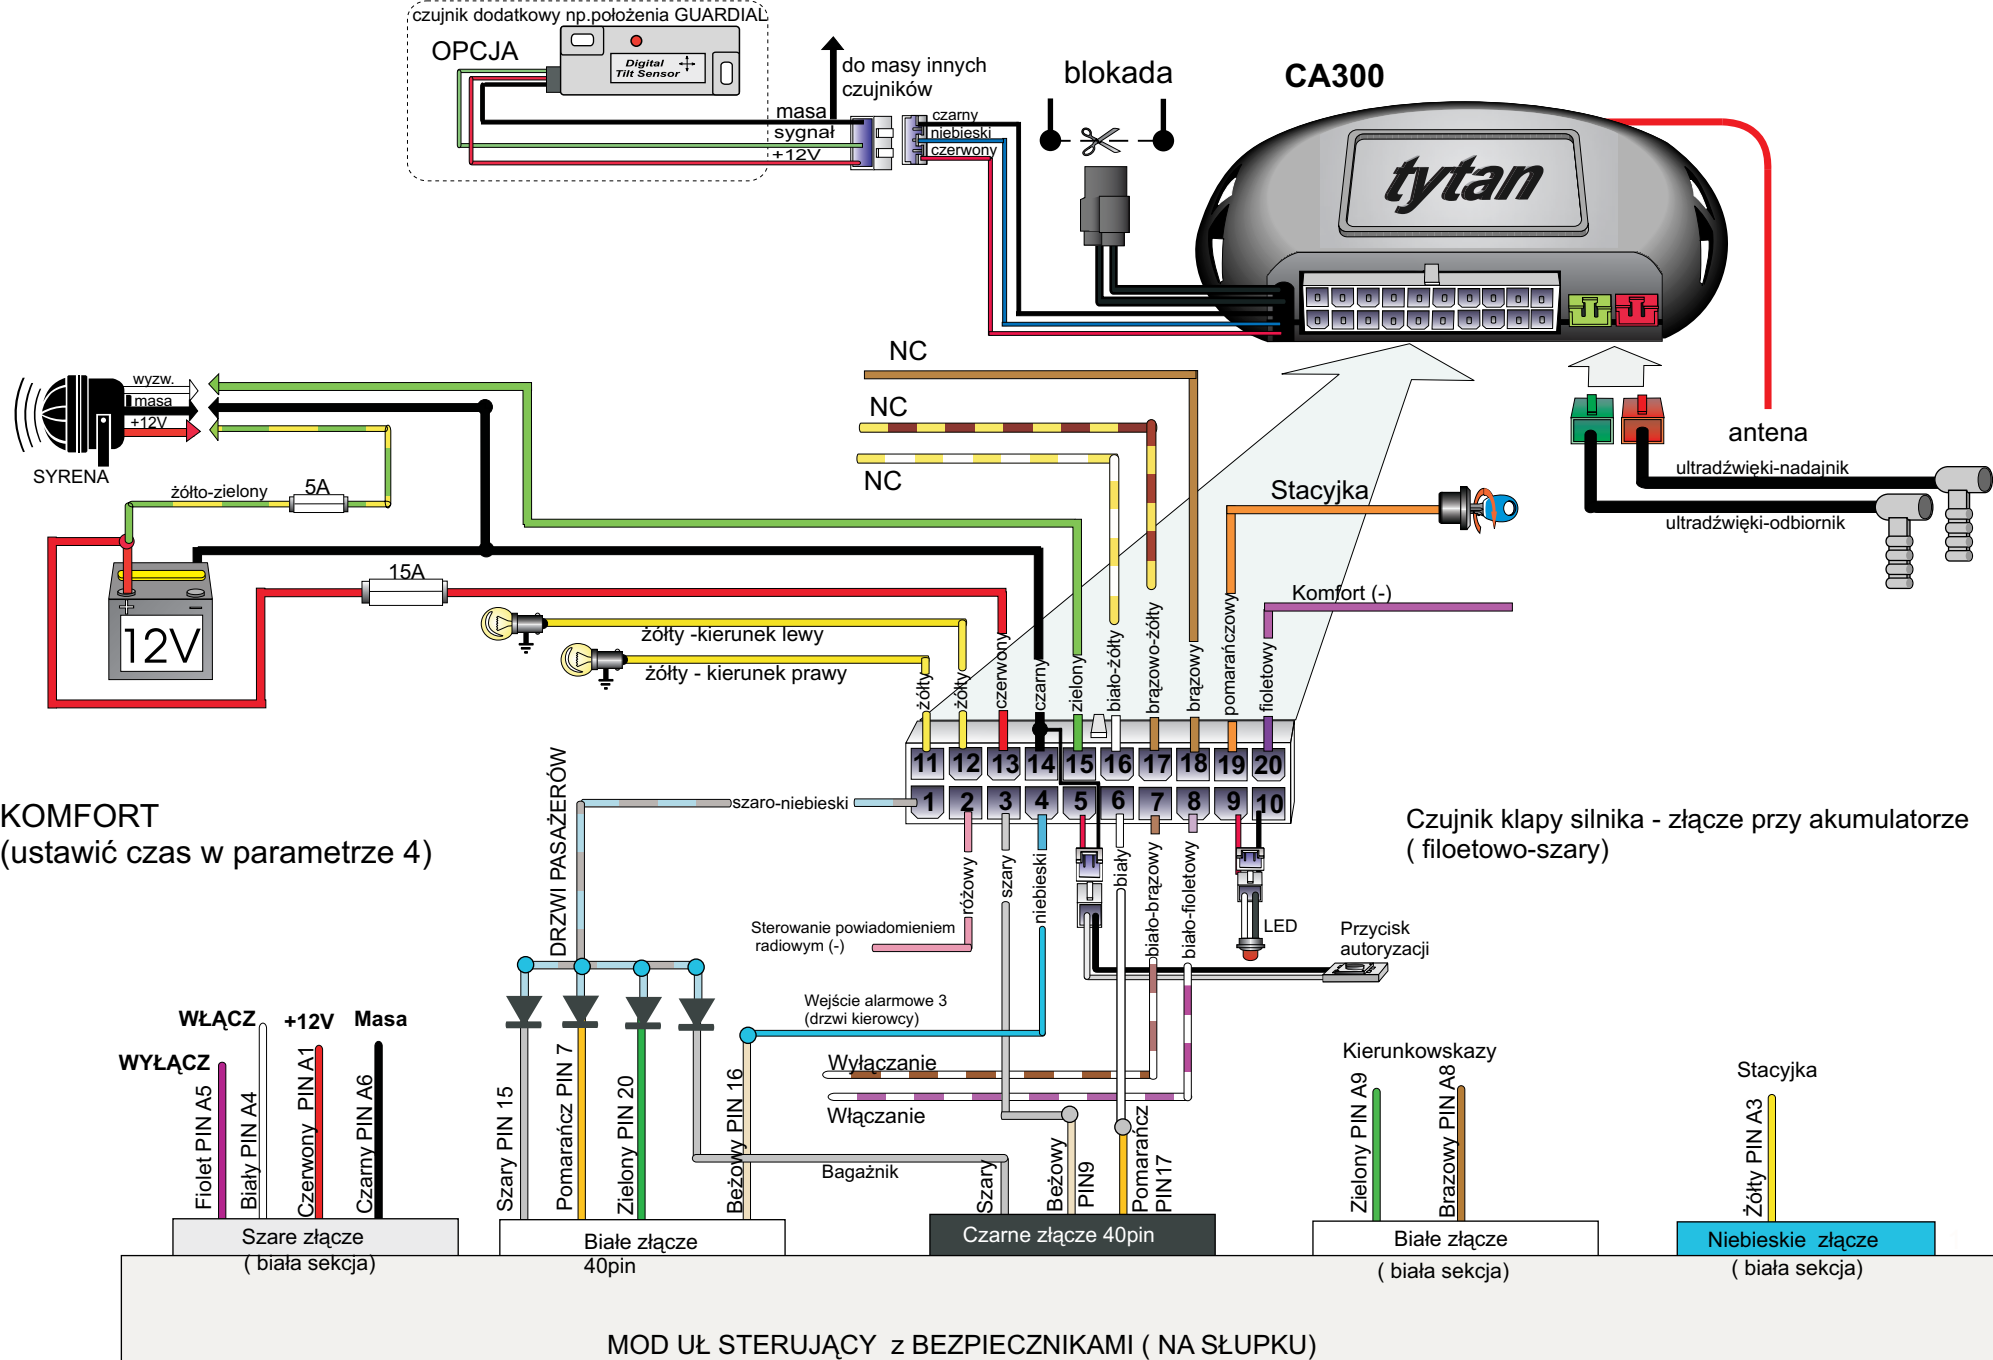 czujnik dodatkowy np.położenia GUARDIAL
OPCJA
Digital
Tilt Sensor
masa
sygnał
+12V
do masy innych
czujników
czarny
niebieski
czerwony
blokada
CA300
tytan
NC
NC
NC
wyzw.
masa
+12V
SYRENA
żółto-zielony
5A
15A
+ -
12V
żółty -kierunek lewy
żółty - kierunek prawy
Stacyjka
Komfort (-)
antena
ultradźwięki-nadajnik
ultradźwięki-odbiornik
żółty
żółty
czerwony
czarny
zielony
biało-żółty
brązowo-żółty
brązowy
pomarańczowy
fioletowy
11 12 13 14 15 16 17 18 19 20
1 2 3 4 5 6 7 8 9 10
KOMFORT
(ustawić czas w parametrze 4)
DRZWI PASAŻERÓW
szaro-niebieski
różowy
szary
niebieski
biały
biało-brązowy
biało-fioletowy
LED
Czujnik klapy silnika - złącze przy akumulatorze
( filoetowo-szary)
Sterowanie powiadomieniem
radiowym (-)
Przycisk
autoryzacji
Wejście alarmowe 3
(drzwi kierowcy)
Wyłączanie
Włączanie
WŁĄCZ
+12V
Masa
WYŁĄCZ
Fiolet PIN A5
Biały PIN A4
Czerwony PIN A1
Czarny PIN A6
Szary PIN 15
Pomarańcz PIN 7
Zielony PIN 20
Beżowy PIN 16
Bagażnik
Szary
Beżowy
PIN9
Pomarańcz
PIN17
Kierunkowskazy
Zielony PIN A9
Brazowy PIN A8
Stacyjka
Żółty PIN A3
Szare złącze
( biała sekcja)
Białe złącze
40pin
Czarne złącze 40pin
Białe złącze
( biała sekcja)
Niebieskie złącze
( biała sekcja)
MOD UŁ STERUJĄCY z BEZPIECZNIKAMI ( NA SŁUPKU)